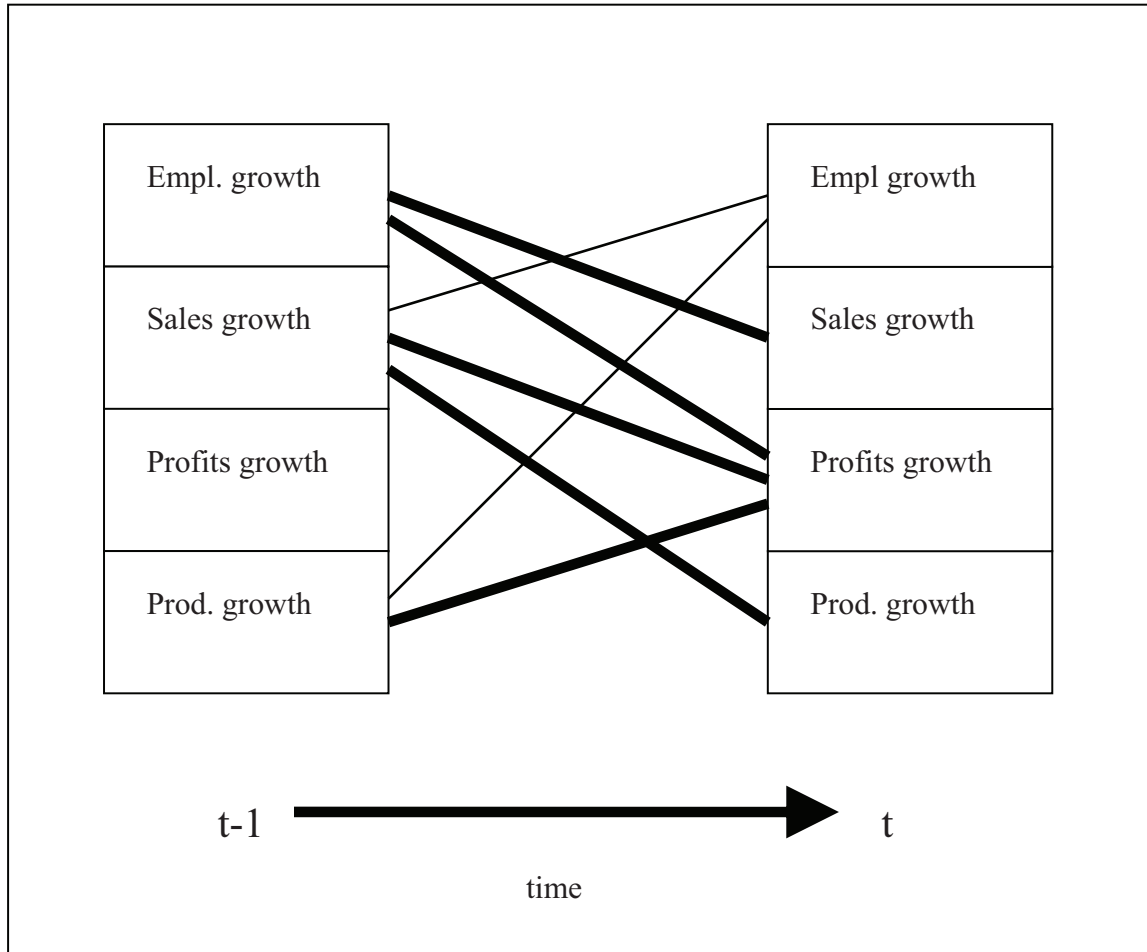 Empl. growth
Sales growth
Profits growth
Prod. growth
Empl growth
Sales growth
Profits growth
Prod. growth
t-1
t
time